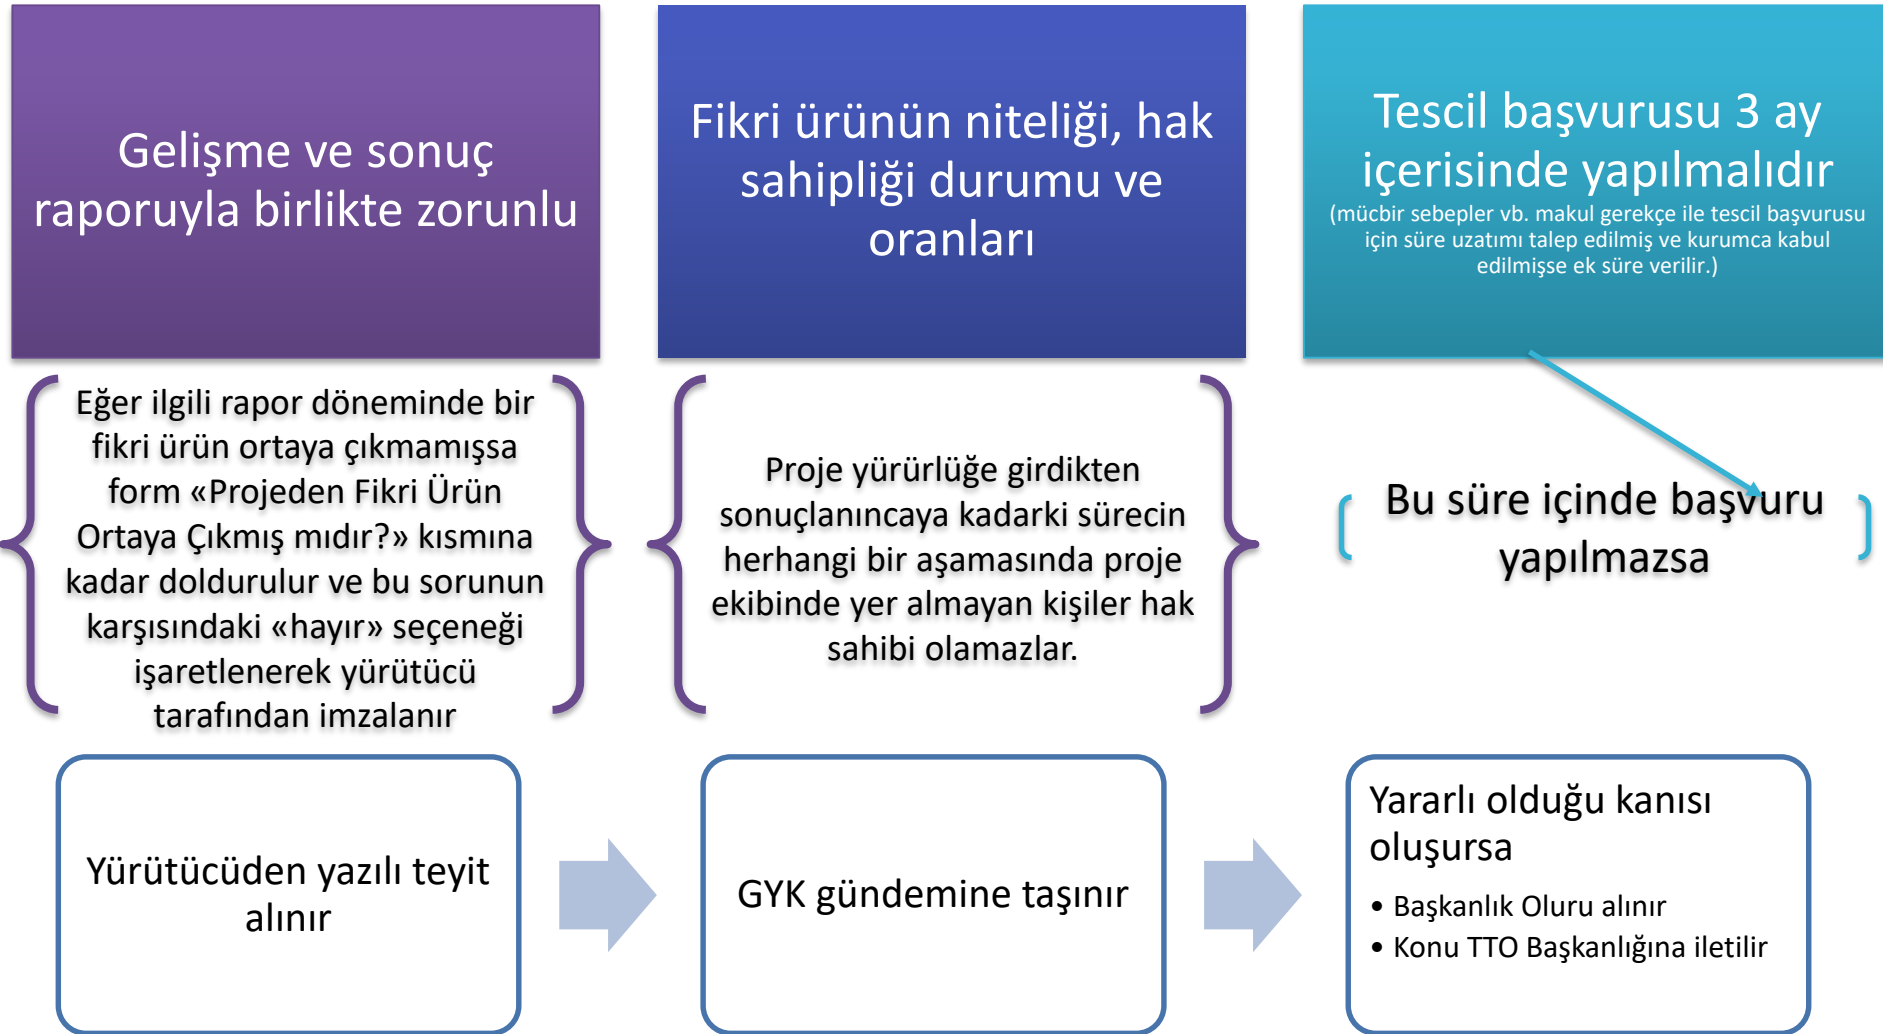 Gelişme ve sonuç
raporuyla birlikte zorunlu
Fikri ürünün niteliği, hak
sahipliği durumu ve
oranları
Tescil başvurusu 3 ay
içerisinde yapılmalıdır
(mücbir sebepler vb. makul gerekçe ile tescil başvurusu
için süre uzatımı talep edilmiş ve kurumca kabul
edilmişse ek süre verilir.)
Eğer ilgili rapor döneminde bir
fikri ürün ortaya çıkmamışsa
form «Projeden Fikri Ürün
Ortaya Çıkmış mıdır?» kısmına
kadar doldurulur ve bu sorunun
karşısındaki «hayır» seçeneği
işaretlenerek yürütücü
tarafından imzalanır
Proje yürürlüğe girdikten
sonuçlanıncaya kadarki sürecin
herhangi bir aşamasında proje
ekibinde yer almayan kişiler hak
sahibi olamazlar.
Bu süre içinde başvuru
yapılmazsa
Yürütücüden yazılı teyit
alınır
GYK gündemine taşınır
Yararlı olduğu kanısı
oluşursa
• Başkanlık Oluru alınır
• Konu TTO Başkanlığına iletilir